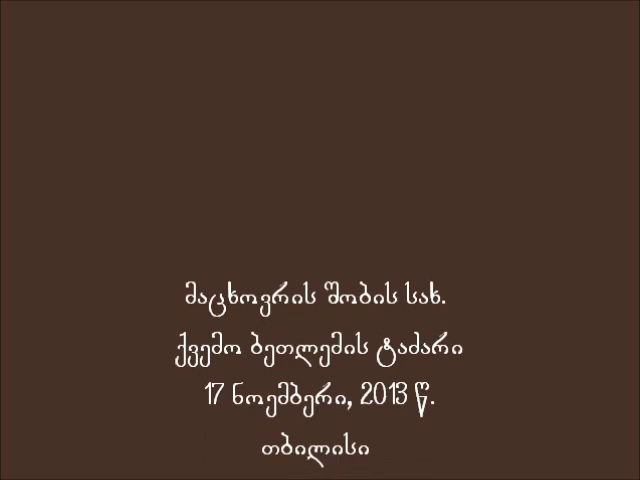 მაცხოვრის შობის სახ.
ქვემო ბეთლემის ტაძარი
17 ნოემბერი, 2013 წ.
თბილისი